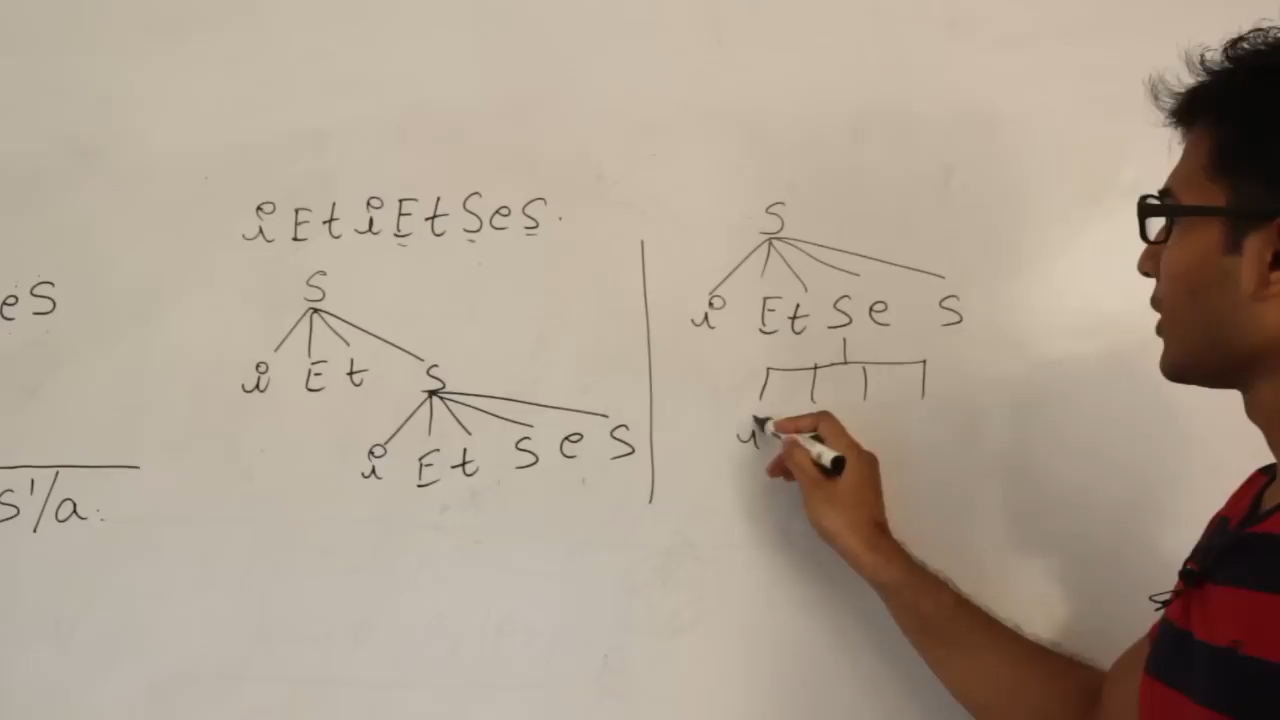 eS
S'/a.
iEtiEtSeS.
S
i E t S
i E t S e S
S
i E t S e S
i